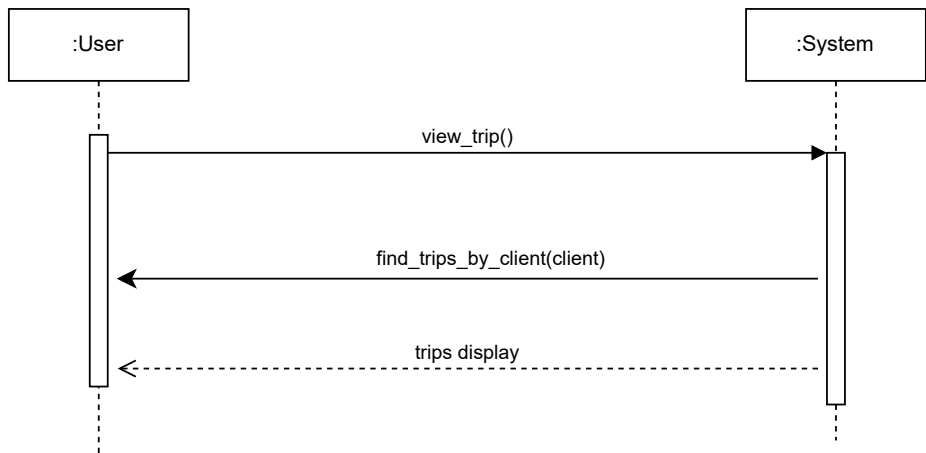 :User
:System
view_trip()
find_trips_by_client(client)
trips display